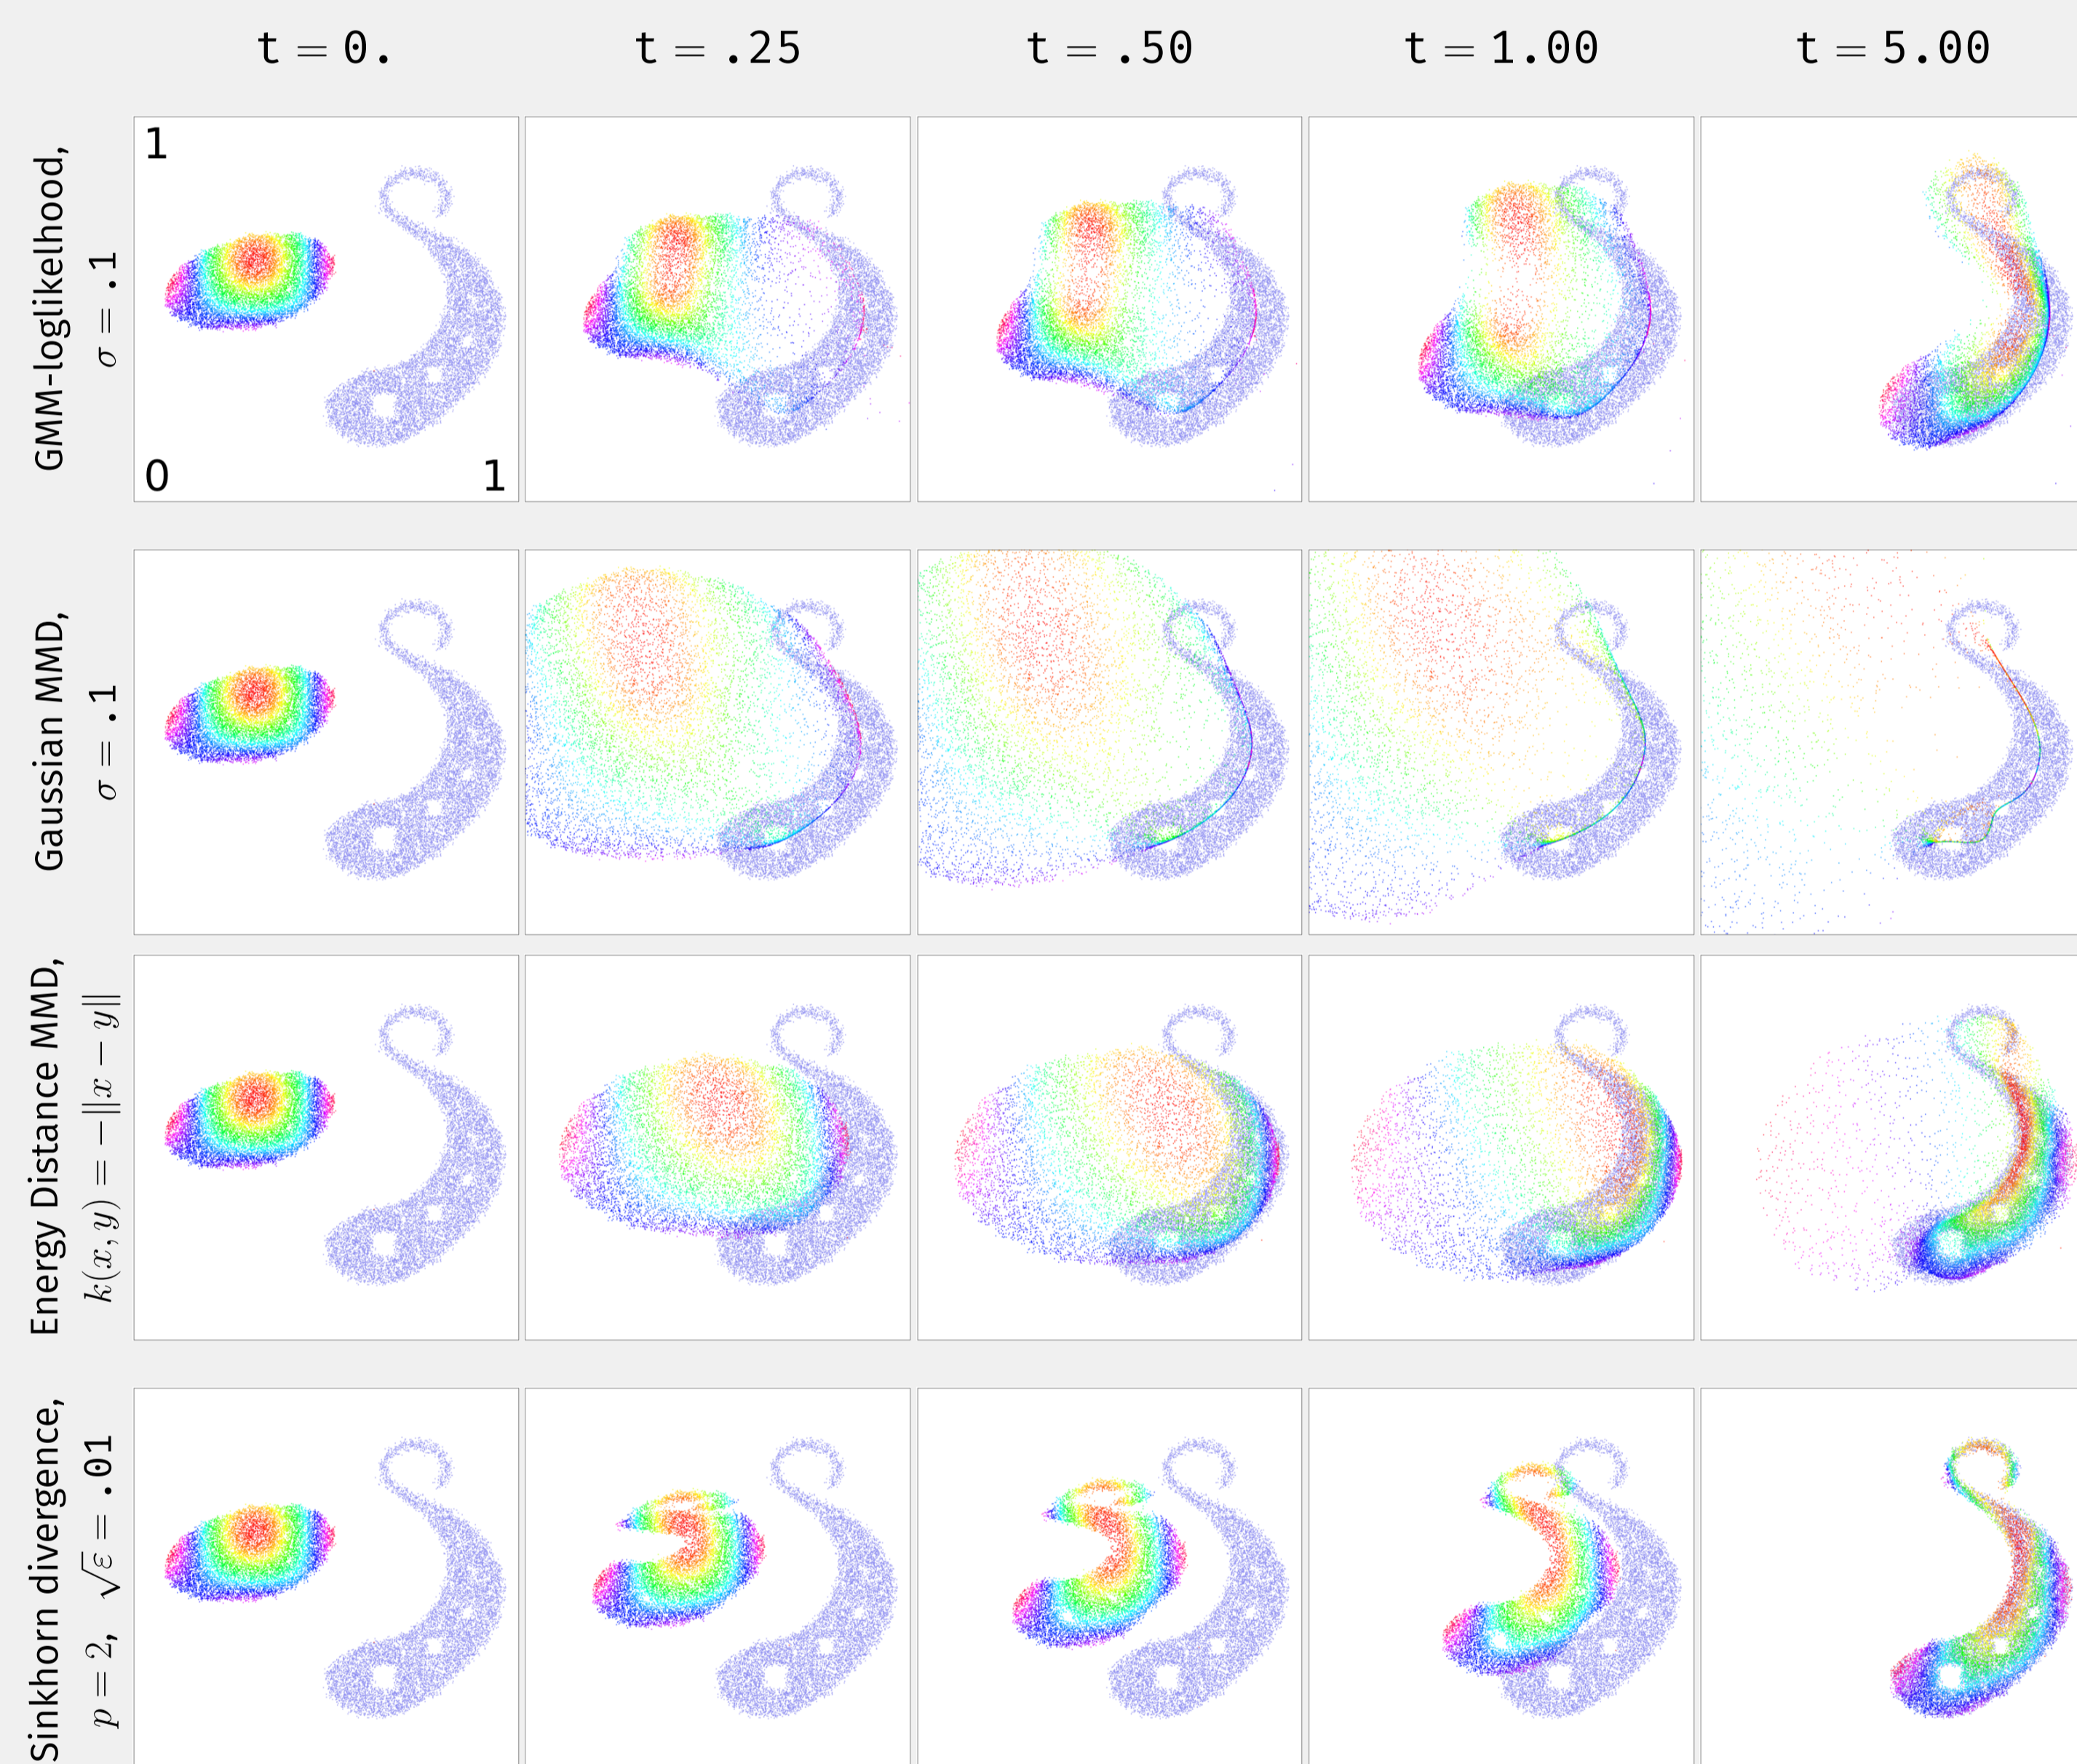 t = 0.
t = .25
t = .50
t = 1.00
t = 5.00
GMM-loglikelhood,
σ = .1
1
0
1
Gaussian MMD,
σ = .1
Energy Distance MMD,
k(x, y) = −‖x − y‖
Sinkhorn divergence,
p = 2, √ε = .01